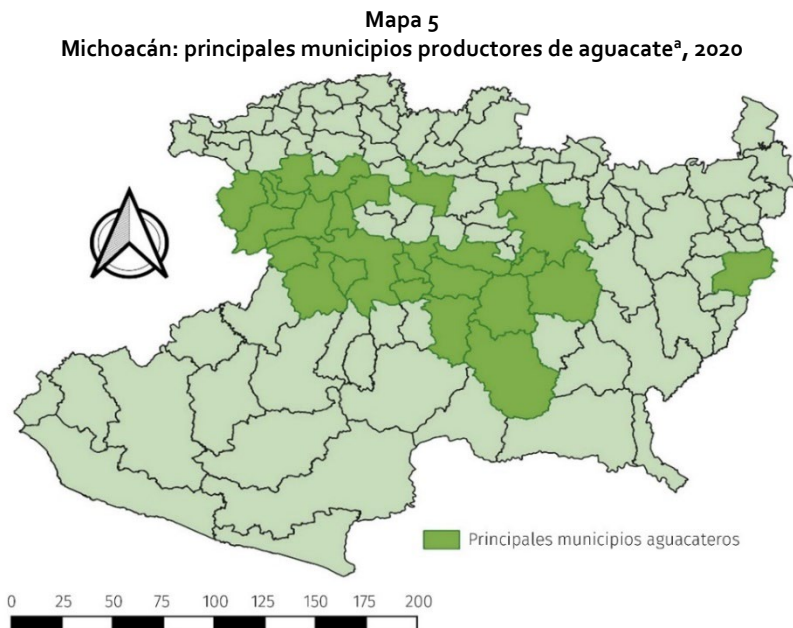 Mapa 5
Michoacán: principales municipios productores de aguacateᵃ, 2020
Principales municipios aguacateros
0 25 50 75 100 125 150 175 200